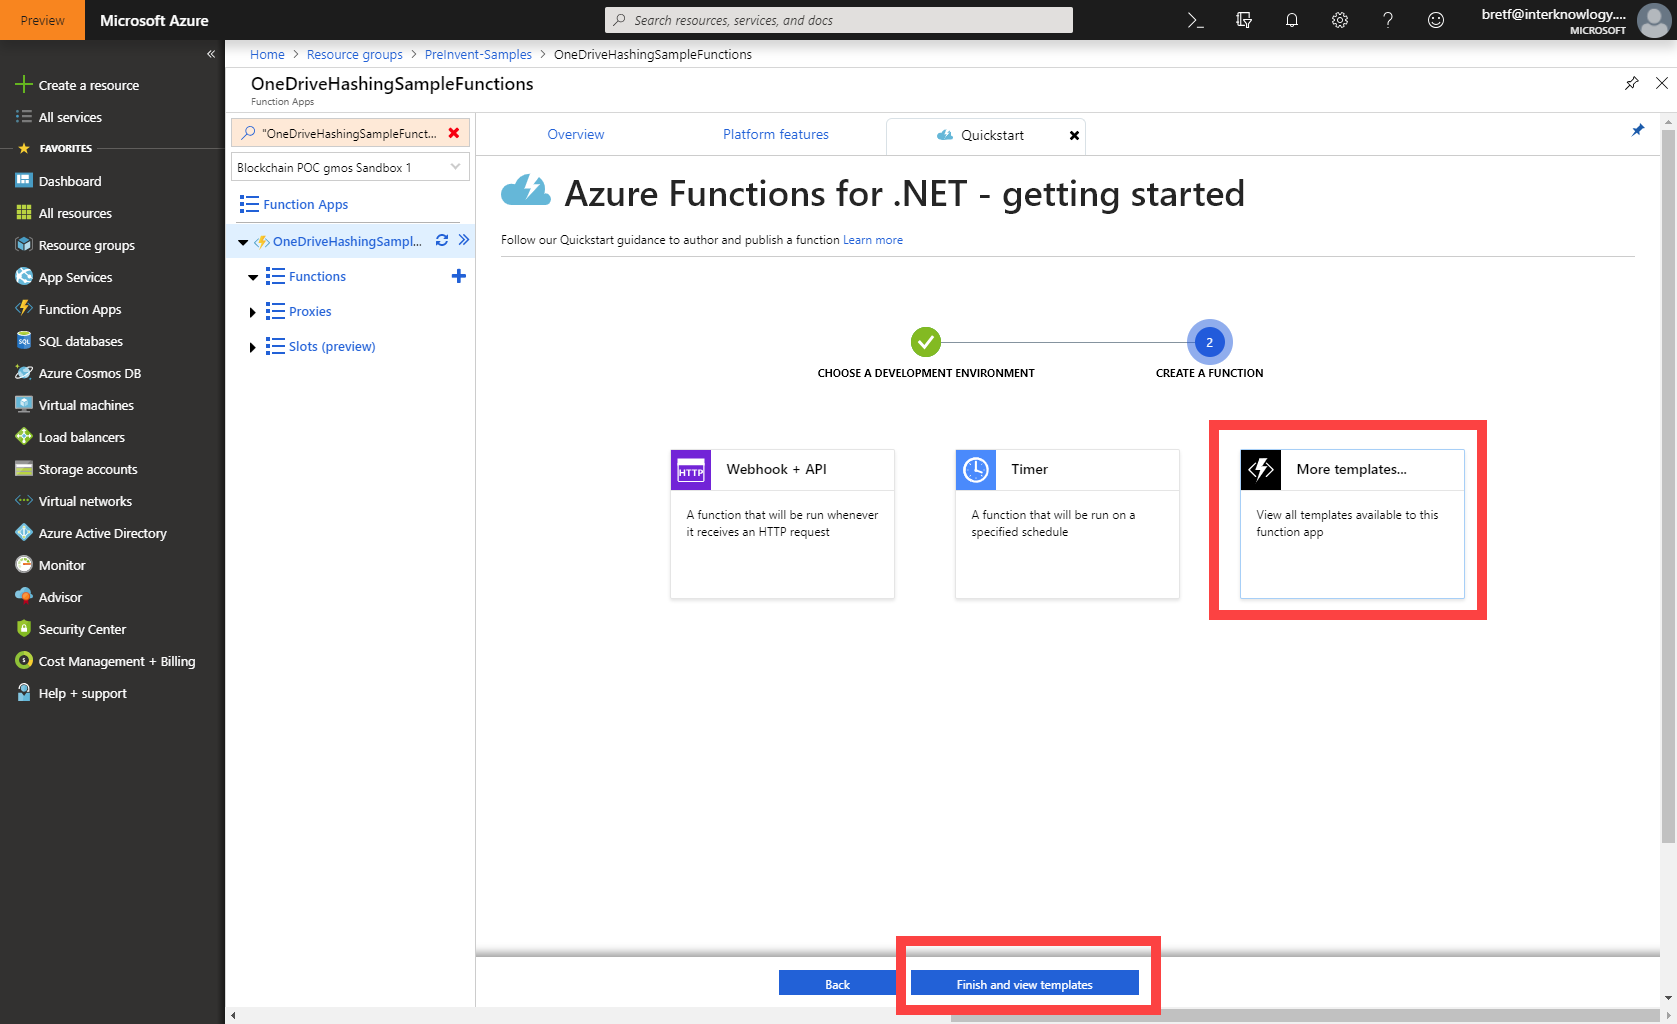 Preview
Microsoft Azure
Search resources, services, and docs
bretf@interknowlogy....
MICROSOFT
Create a resource
All services
FAVORITES
Dashboard
All resources
Resource groups
App Services
Function Apps
SQL databases
Azure Cosmos DB
Virtual machines
Load balancers
Storage accounts
Virtual networks
Azure Active Directory
Monitor
Advisor
Security Center
Cost Management + Billing
Help + support
Home > Resource groups > PreInvent-Samples > OneDriveHashingSampleFunctions
OneDriveHashingSampleFunctions
Function Apps
"OneDriveHashingSampleFunct...
Blockchain POC gmos Sandbox 1
Function Apps
OneDriveHashingSampl...
Functions
Proxies
Slots (preview)
Overview
Platform features
Quickstart
Azure Functions for .NET - getting started
Follow our Quickstart guidance to author and publish a function Learn more
2
CHOOSE A DEVELOPMENT ENVIRONMENT
CREATE A FUNCTION
HTTP
Webhook + API
A function that will be run whenever
it receives an HTTP request
Timer
A function that will be run on a
specified schedule
More templates...
View all templates available to this
function app
Back
Finish and view templates